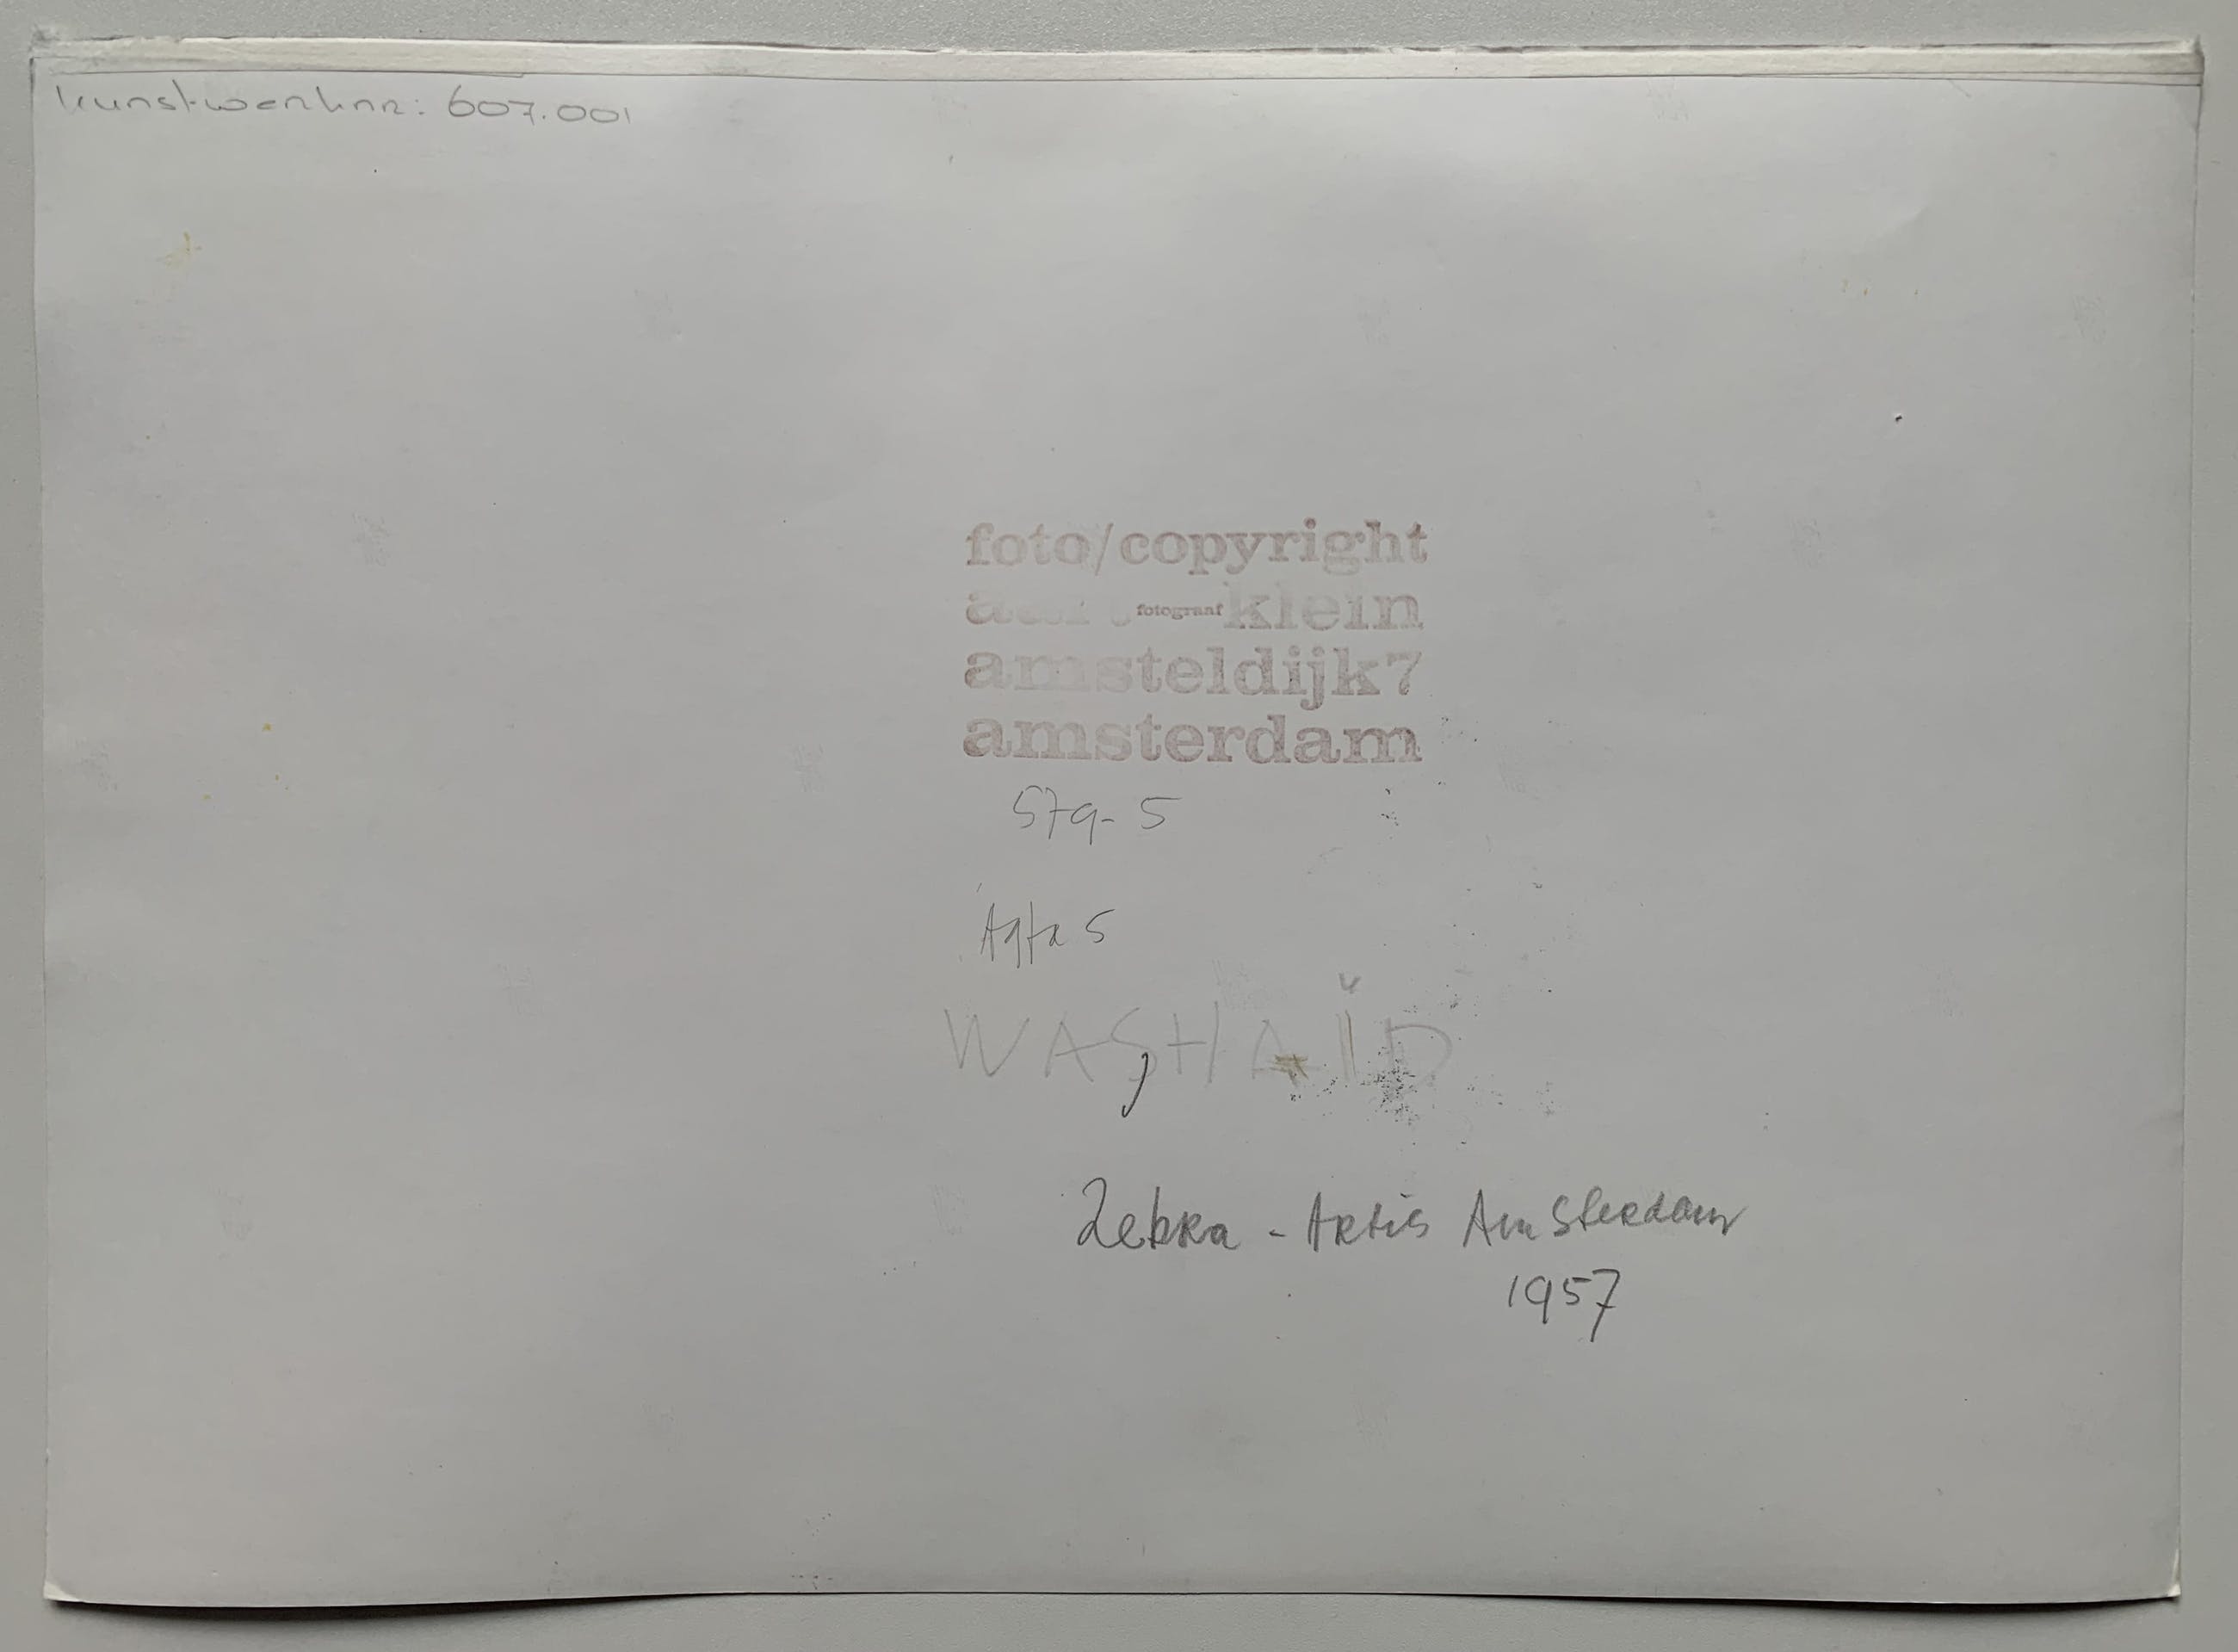 kunstwerknr: 607.001
foto/copyright
aart fotograaf klein
amsteldijk7
amsterdam
579-5
Agfa 5
WASHAID
Zebra - Artis Amsterdam
1957